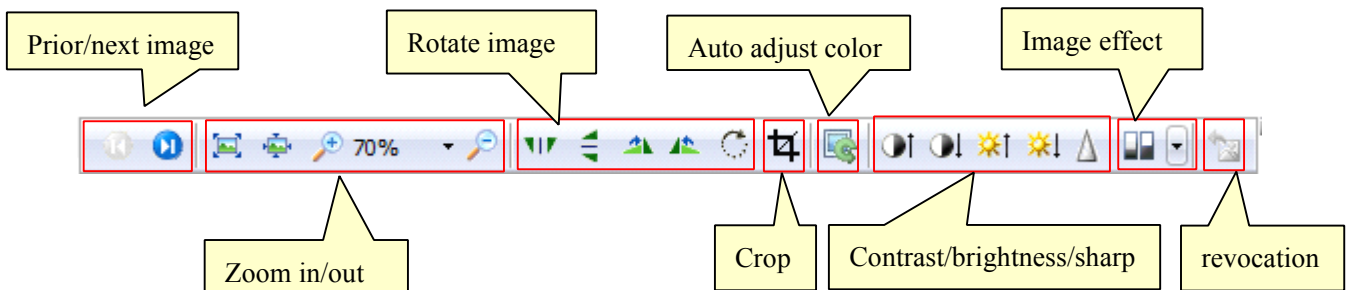 Prior/next image
Rotate image
Auto adjust color
Image effect
70%
Zoom in/out
Crop
Contrast/brightness/sharp
revocation